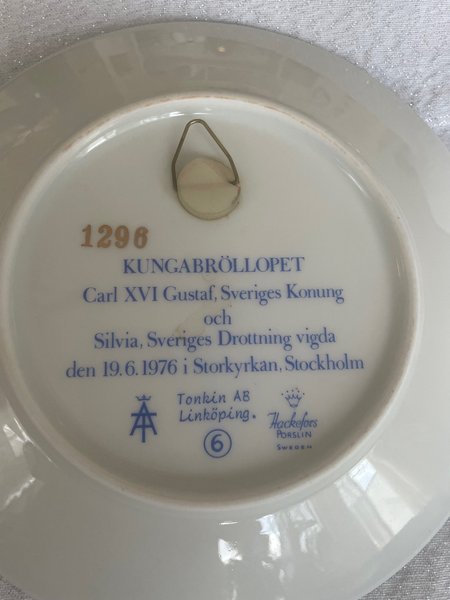 1296
KUNGABRÖLLOPET
Carl XVI Gustaf, Sveriges Konung
och
Silvia, Sveriges Drottning vigda
den 19.6.1976 i Storkyrkan, Stockholm
Tonkin AB
Linköping.
6
Hackefors
PORSLIN
SWEDEN